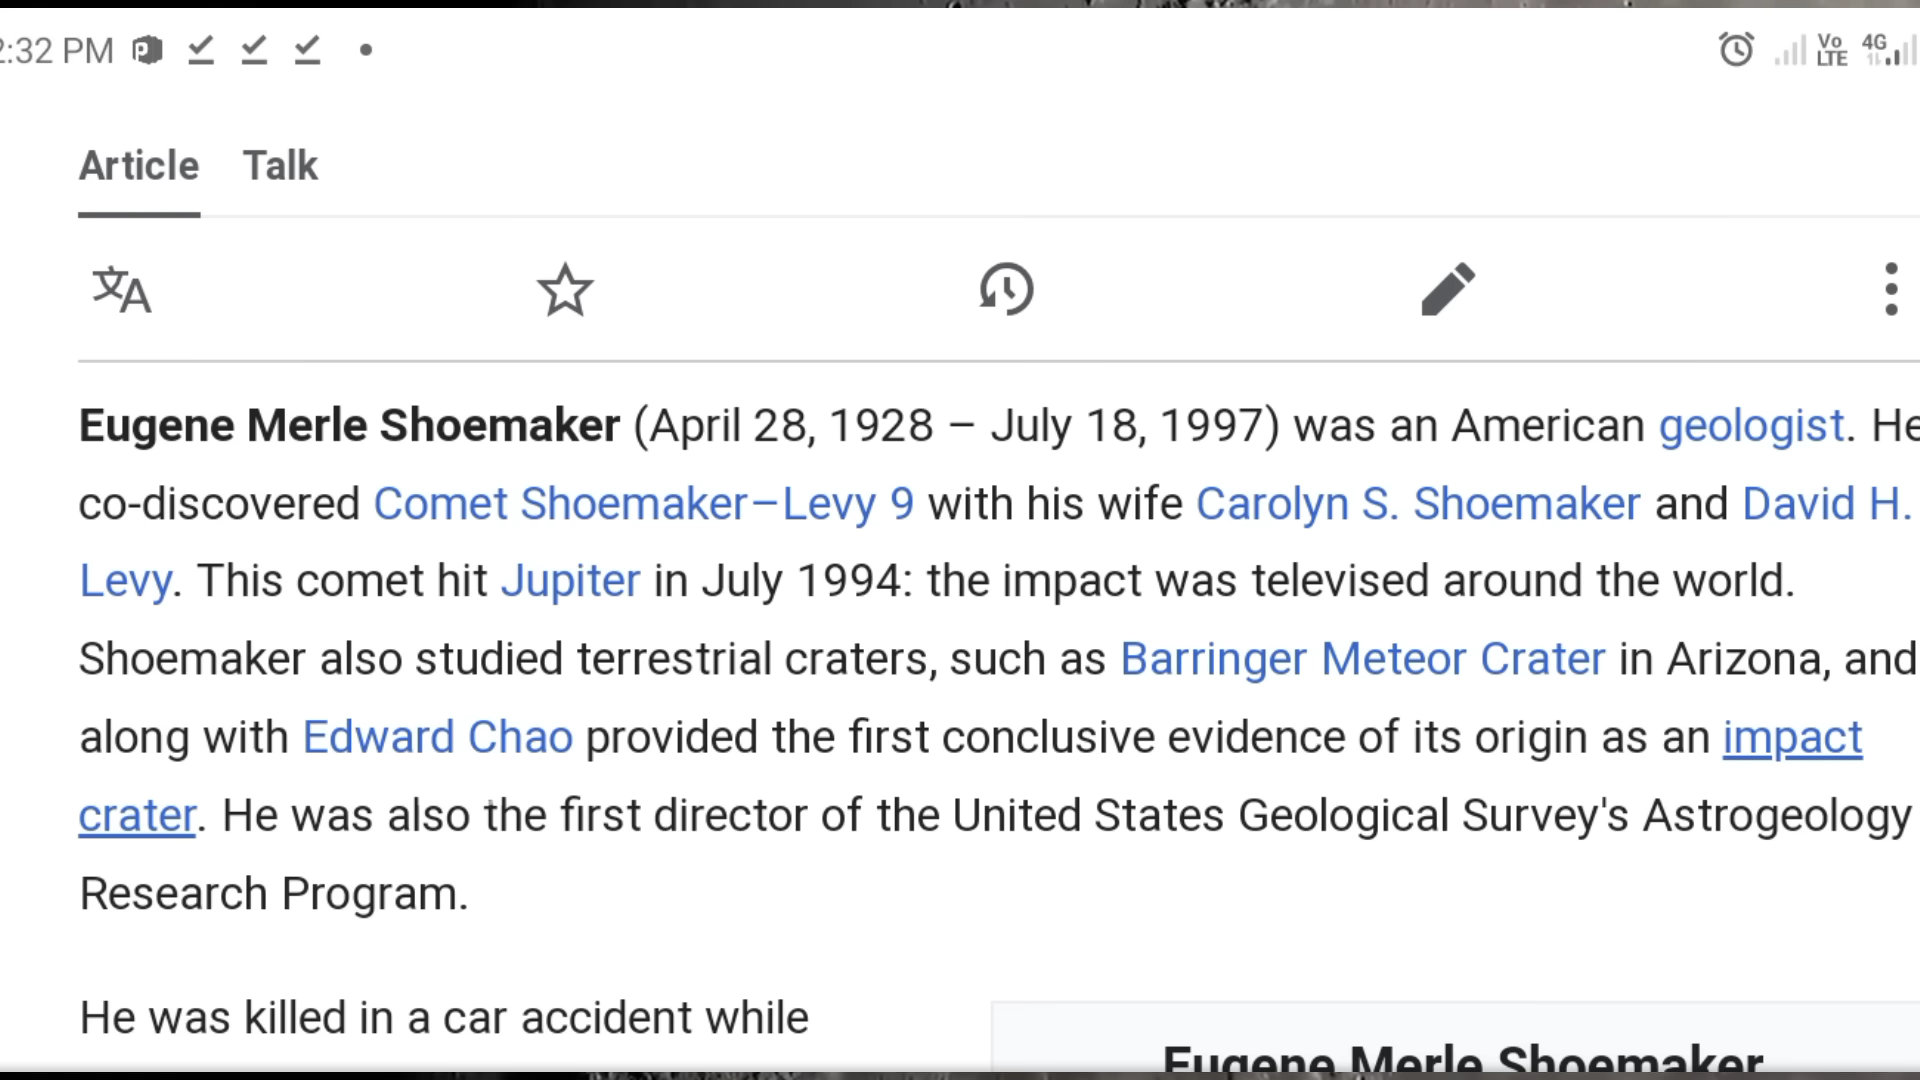 :32 PM
Vo LTE 4G
Article Talk
Eugene Merle Shoemaker (April 28, 1928 – July 18, 1997) was an American geologist. He
co-discovered Comet Shoemaker–Levy 9 with his wife Carolyn S. Shoemaker and David H.
Levy. This comet hit Jupiter in July 1994: the impact was televised around the world.
Shoemaker also studied terrestrial craters, such as Barringer Meteor Crater in Arizona, and
along with Edward Chao provided the first conclusive evidence of its origin as an impact
crater. He was also the first director of the United States Geological Survey's Astrogeology
Research Program.
He was killed in a car accident while
Eugene Merle Shoemaker